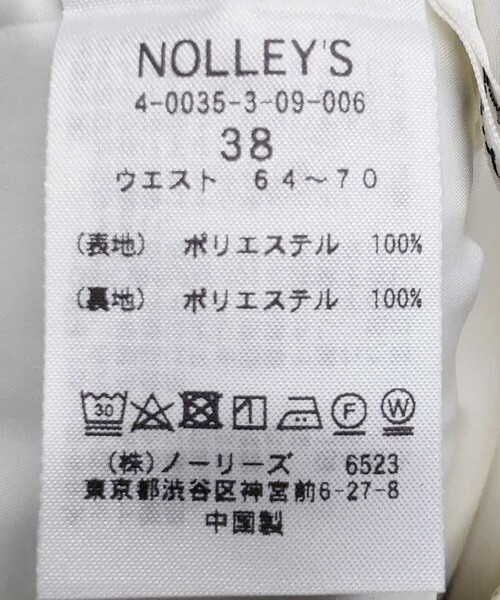 NOLLEY'S
4-0035-3-09-006
38
ウエスト 64～70
(表地) ポリエステル 100%
(裏地) ポリエステル 100%
30 F W
(株)ノーリーズ 6523
東京都渋谷区神宮前6-27-8
中国製